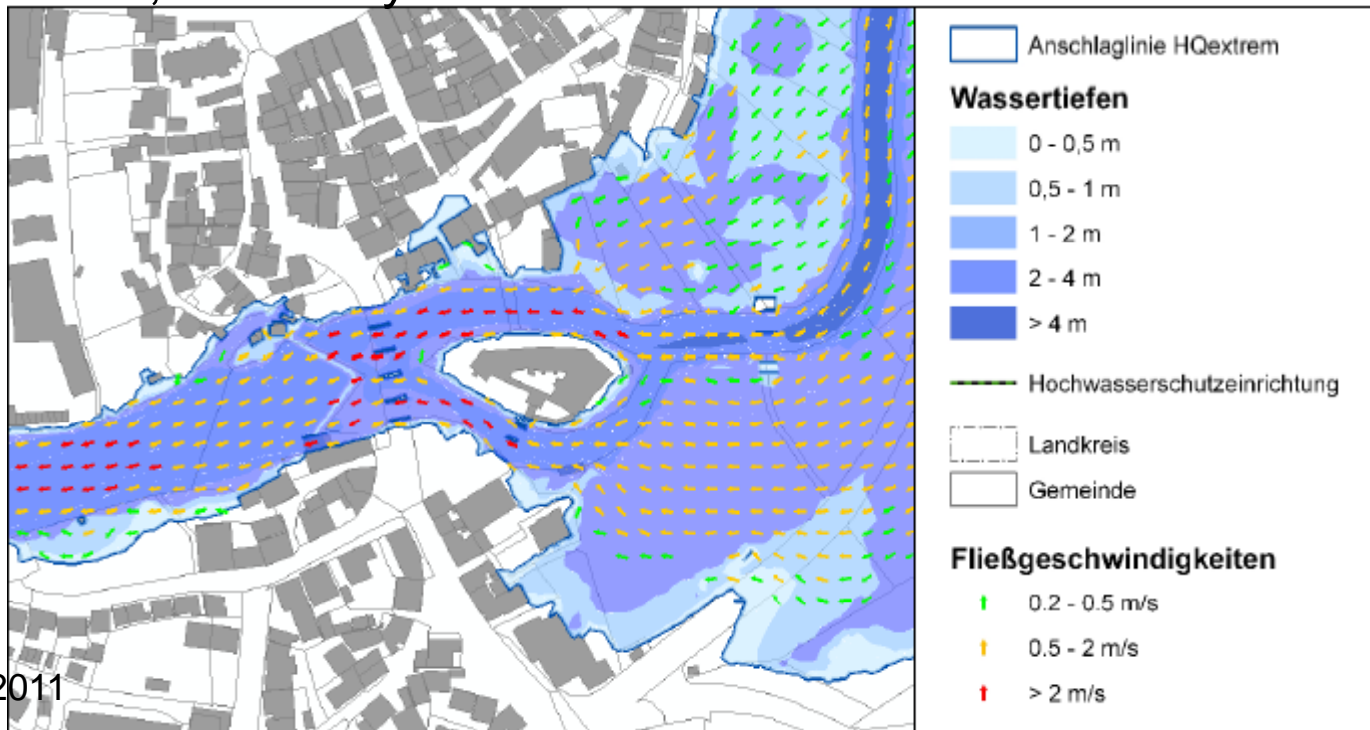 Anschlaglinie HQextrem
Wassertiefen
0 - 0,5 m
0,5 - 1 m
1 - 2 m
2 - 4 m
> 4 m
Hochwasserschutzeinrichtung
Landkreis
Gemeinde
Fließgeschwindigkeiten
0.2 - 0.5 m/s
0.5 - 2 m/s
> 2 m/s
2011